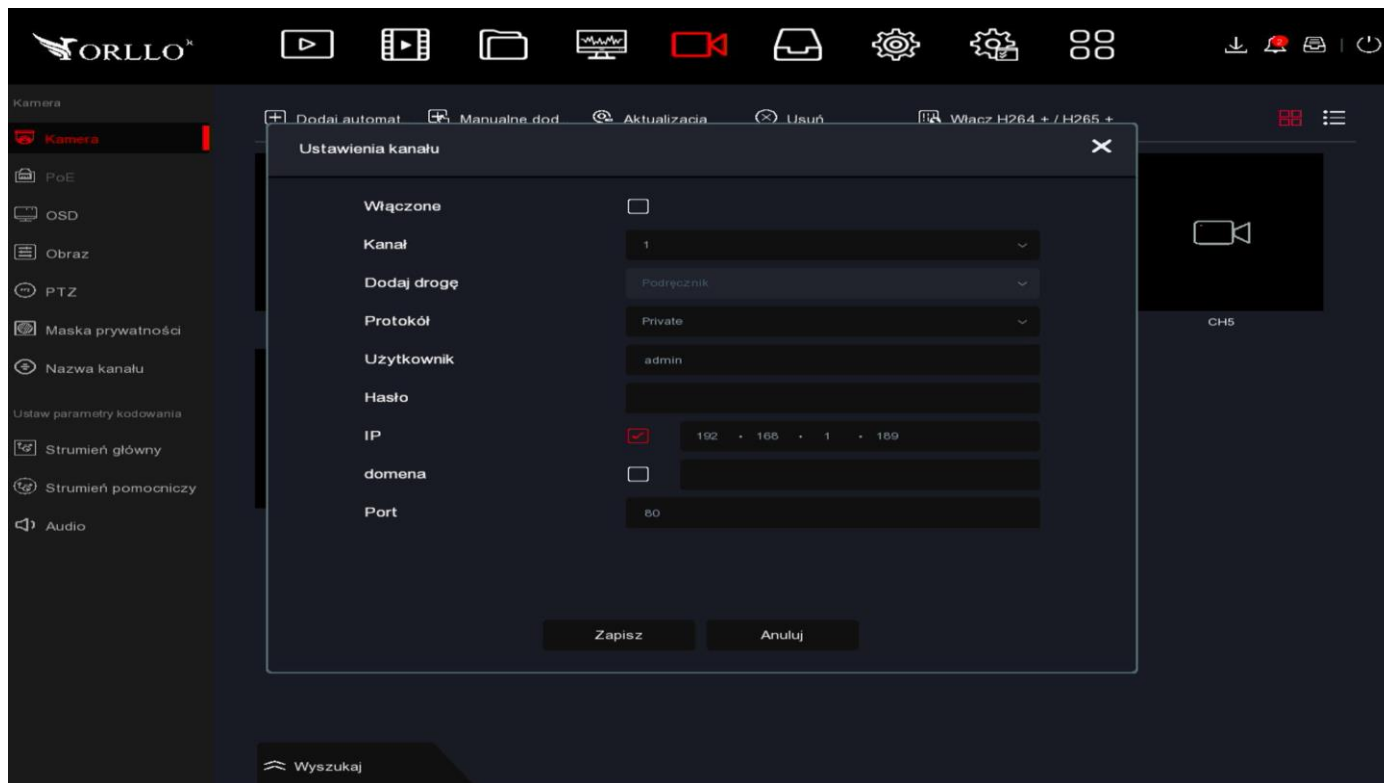 ORLLO
Kamera
Kamera
PoE
OSD
Obraz
PTZ
Maska prywatności
Nazwa kanału
Ustaw parametry kodowania
Strumień główny
Strumień pomocniczy
Audio
Dodaj automat Manualne dod Aktualizacja Usuń Włącz H264 + / H265 +
Ustawienia kanału
Włączone
Kanał 1
Dodaj drogę Podręcznik
Protokół Private
Użytkownik admin
Hasło
IP 192 . 168 . 1 . 189
domena
Port 80
Zapisz Anuluj
CH5
Wyszukaj